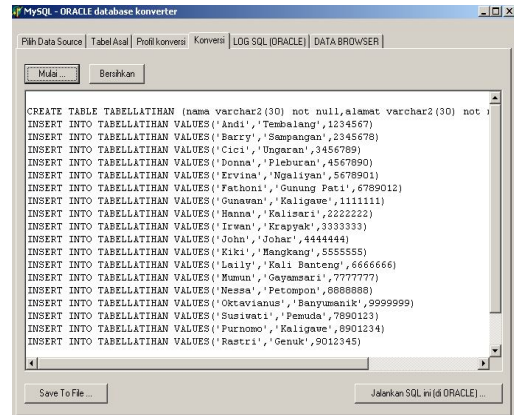 MySQL - ORACLE database konverter
Pilih Data Source Tabel Asal Profil konversi Konversi LOG SQL (ORACLE) DATA BROWSER
Mulai ... Bersihkan
CREATE TABLE TABELLATIHAN (nama varchar2(30) not null,alamat varchar2(30) not
INSERT INTO TABELLATIHAN VALUES('Andi','Tembalang',1234567)
INSERT INTO TABELLATIHAN VALUES('Barry','Sampangan',2345678)
INSERT INTO TABELLATIHAN VALUES('Cici','Ungaran',3456789)
INSERT INTO TABELLATIHAN VALUES('Donna','Pleburan',4567890)
INSERT INTO TABELLATIHAN VALUES('Ervina','Ngaliyan',5678901)
INSERT INTO TABELLATIHAN VALUES('Fathoni','Gunung Pati',6789012)
INSERT INTO TABELLATIHAN VALUES('Gunawan','Kaligawe',1111111)
INSERT INTO TABELLATIHAN VALUES('Hanna','Kalisari',2222222)
INSERT INTO TABELLATIHAN VALUES('Irwan','Krapyak',3333333)
INSERT INTO TABELLATIHAN VALUES('John','Johar',4444444)
INSERT INTO TABELLATIHAN VALUES('Kiki','Mangkang',5555555)
INSERT INTO TABELLATIHAN VALUES('Laily','Kali Banteng',6666666)
INSERT INTO TABELLATIHAN VALUES('Mumun','Gayamsari',7777777)
INSERT INTO TABELLATIHAN VALUES('Nessa','Petompon',8888888)
INSERT INTO TABELLATIHAN VALUES('Oktavianus','Banyumanik',9999999)
INSERT INTO TABELLATIHAN VALUES('Susiwati','Pemuda',7890123)
INSERT INTO TABELLATIHAN VALUES('Purnomo','Kaligawe',8901234)
INSERT INTO TABELLATIHAN VALUES('Rastri','Genuk',9012345)
Save To File ... Jalankan SQL ini (di ORACLE) ...